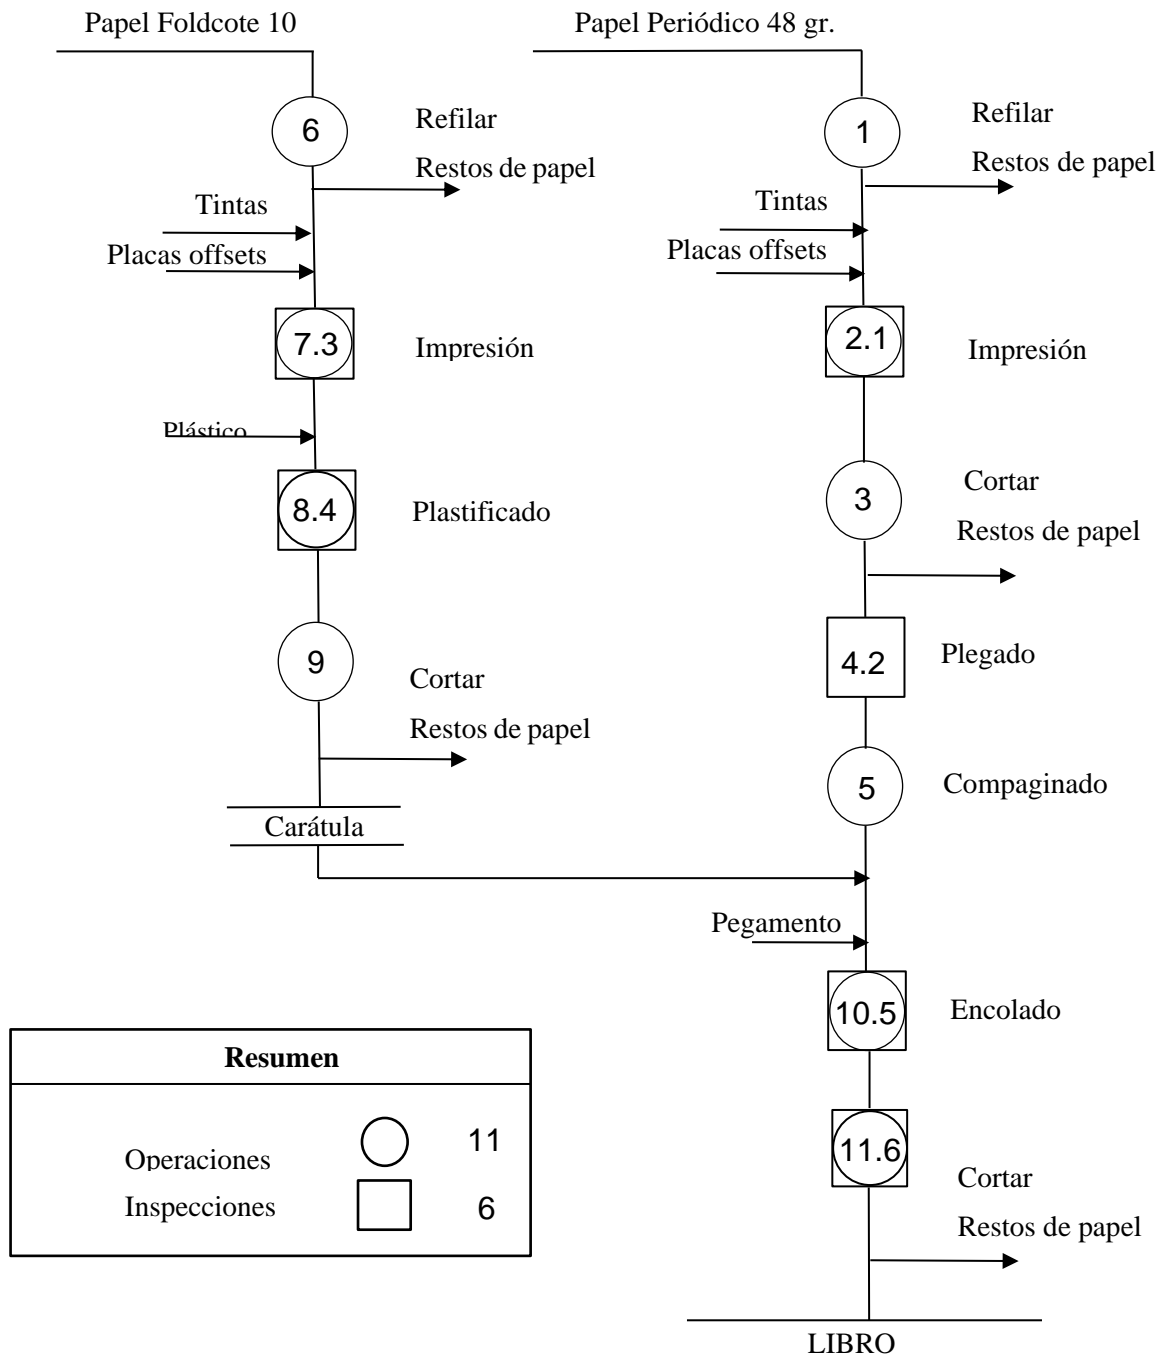 Papel Foldcote 10
Papel Periódico 48 gr.
6
Refilar
Restos de papel
Tintas
Placas offsets
7.3
Impresión
Plástico
8.4
Plastificado
9
Cortar
Restos de papel
Carátula
1
Refilar
Restos de papel
Tintas
Placas offsets
2.1
Impresión
3
Cortar
Restos de papel
4.2
Plegado
5
Compaginado
Pegamento
10.5
Encolado
11.6
Cortar
Restos de papel
LIBRO
Resumen
Operaciones 11
Inspecciones 6